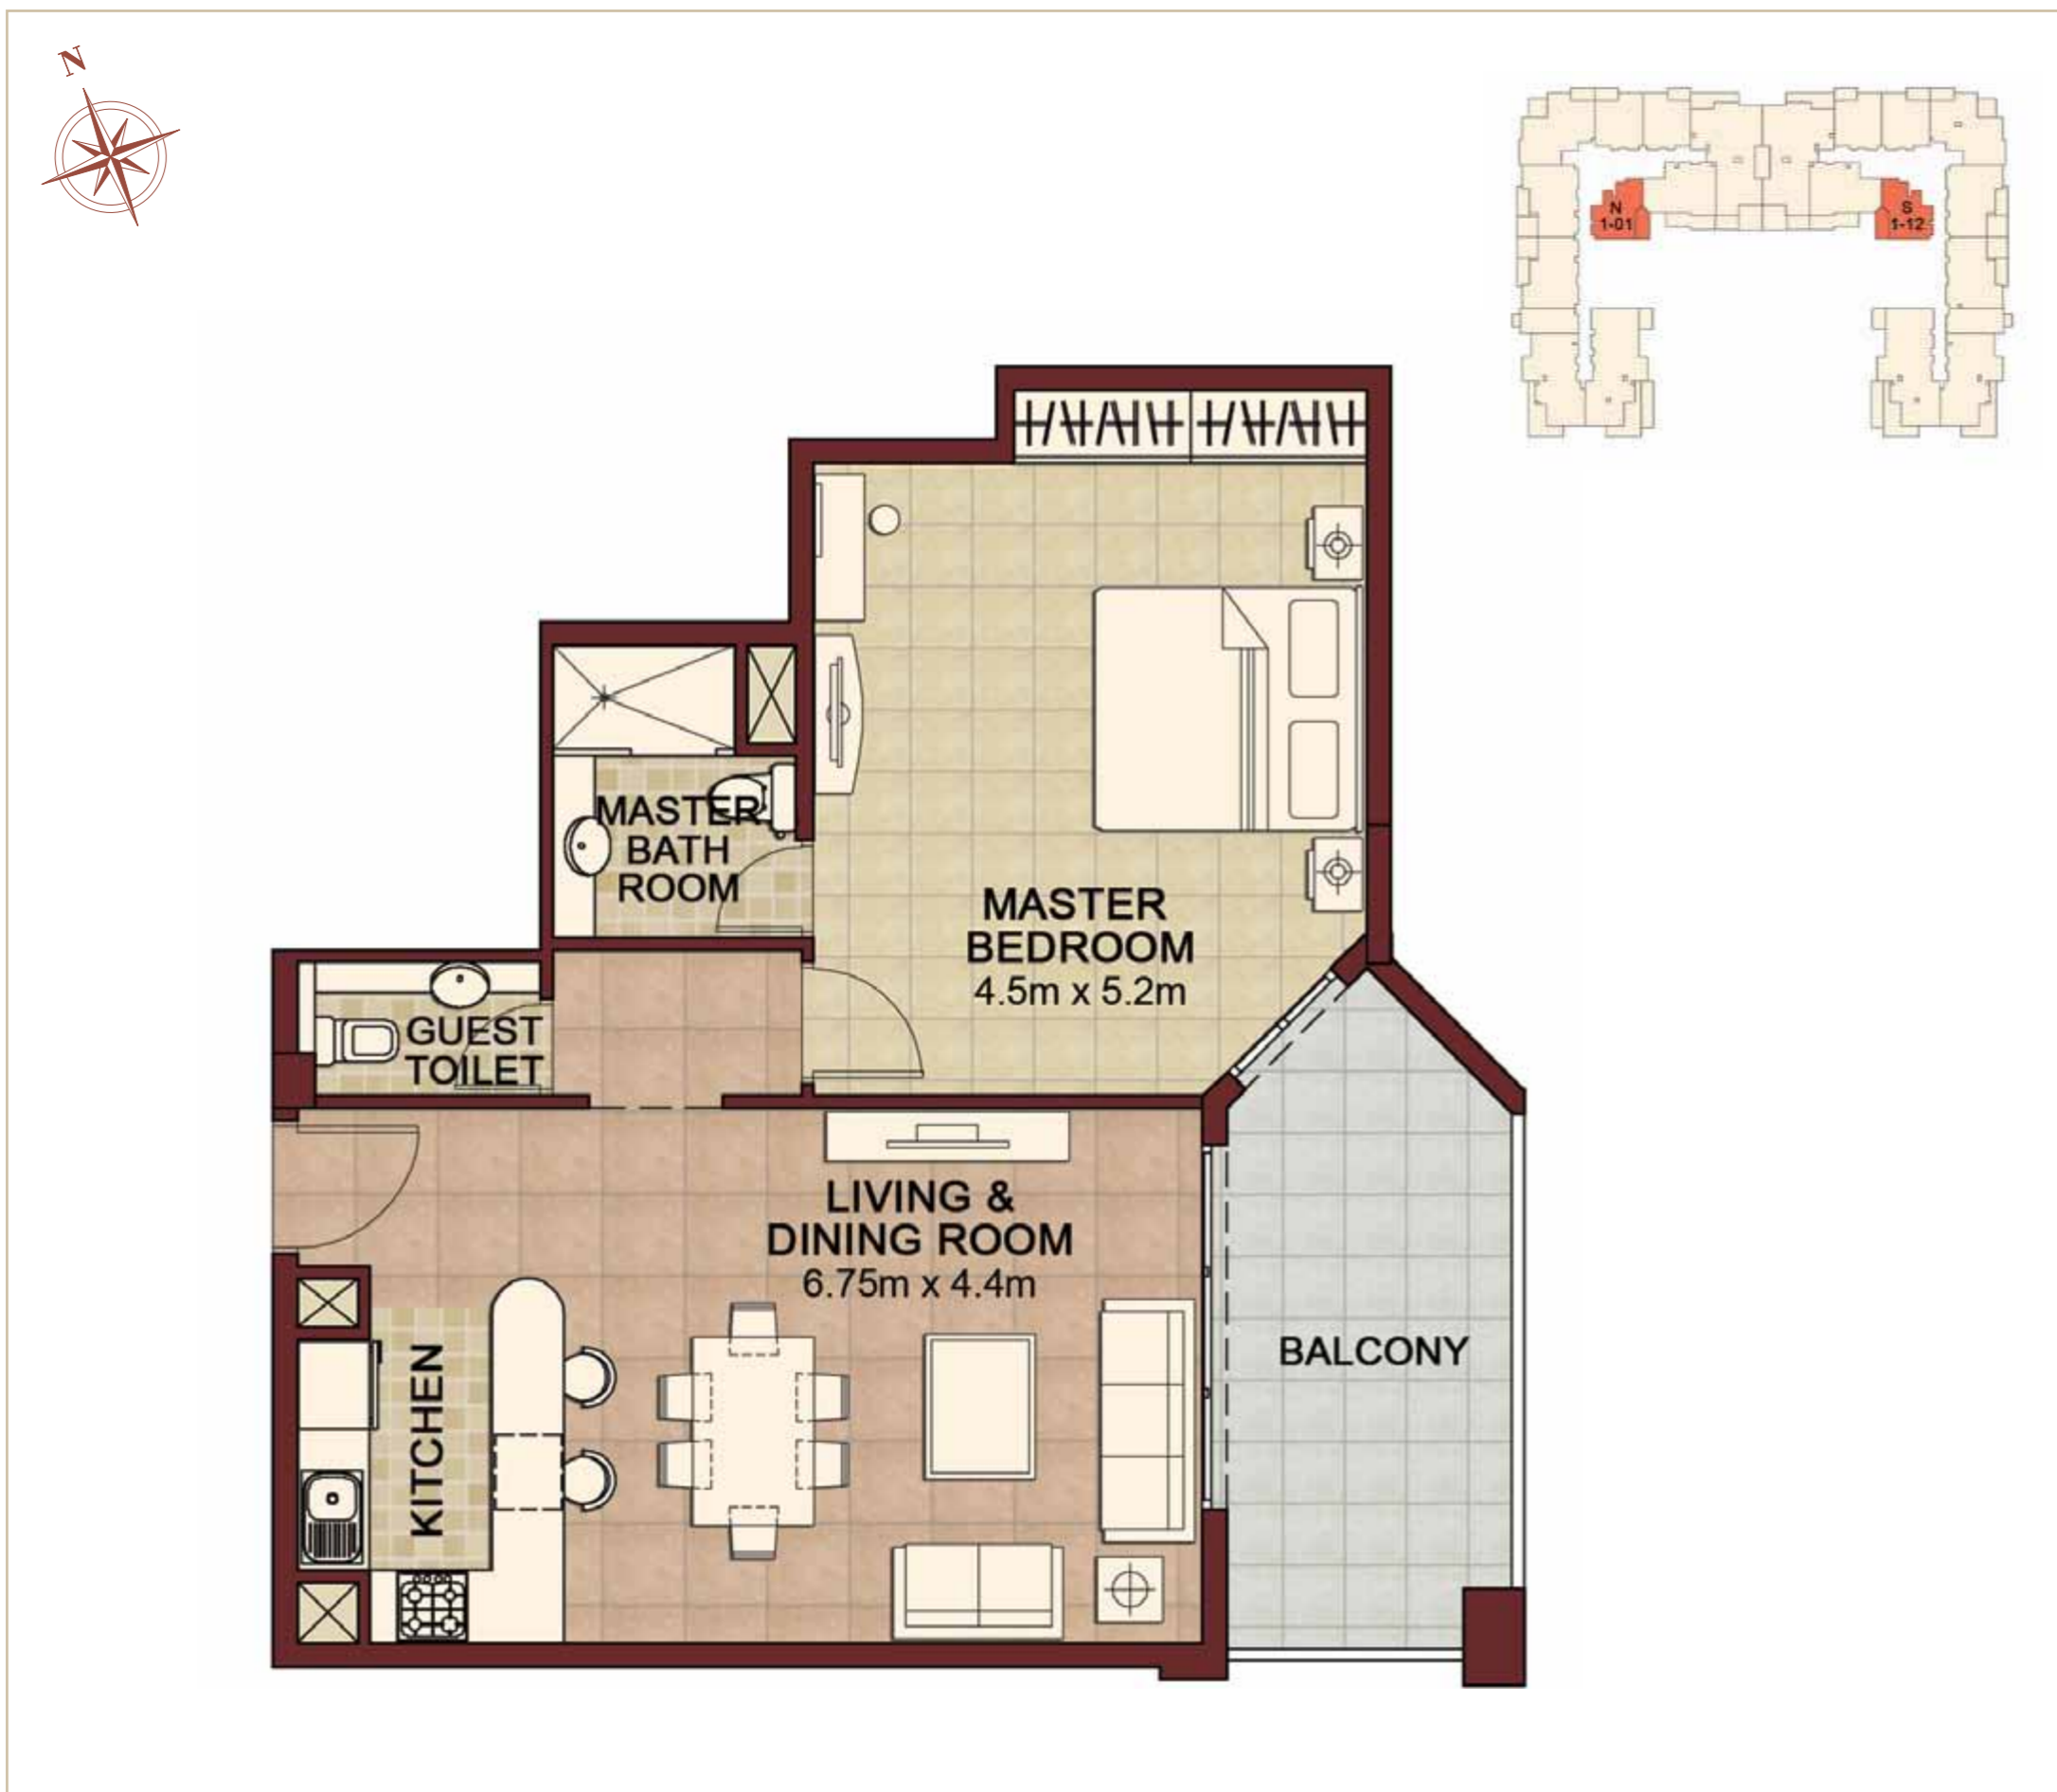 N
N
1-01
S
1-12
MASTER
BATH
ROOM
MASTER
BEDROOM
4.5m x 5.2m
GUEST
TOILET
LIVING &
DINING ROOM
6.75m x 4.4m
KITCHEN
BALCONY